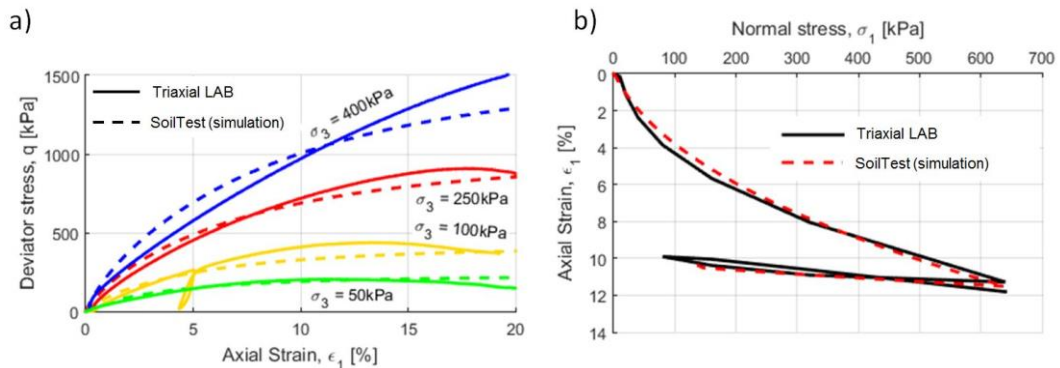 a)
Deviator stress, q [kPa]
1500
1000
500
0
Triaxial LAB
SoilTest (simulation)
σ3 = 400kPa
σ3 = 250kPa
σ3 = 100kPa
σ3 = 50kPa
0 5 10 15 20
Axial Strain, ϵ1 [%]
b)
Normal stress, σ1 [kPa]
0 100 200 300 400 500 600 700
Axial Strain, ϵ1 [%]
0
2
4
6
8
10
12
14
Triaxial LAB
SoilTest (simulation)